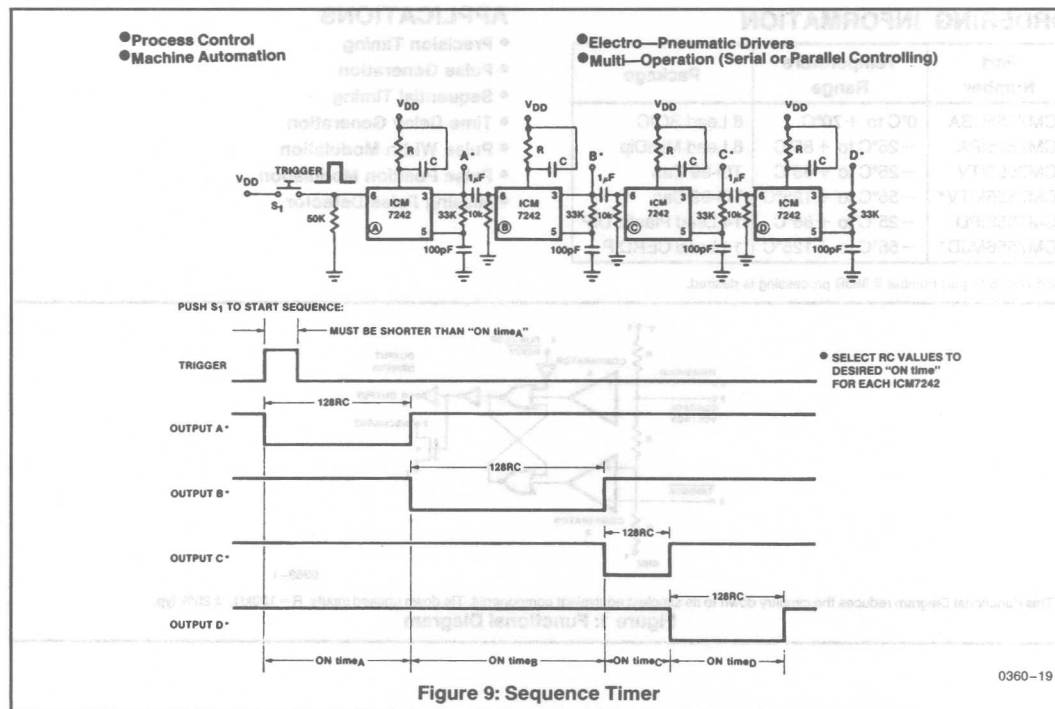 ●Process Control
●Machine Automation
●Electro—Pneumatic Drivers
●Multi—Operation (Serial or Parallel Controlling)
VDD VDD VDD VDD
R R R R
C C C C
A* B* C* D*
TRIGGER
VDD
S1
50K
6 ICM 7242 3 5 A
1µF
33K
10k
100pF
6 ICM 7242 3 5 B
1µF
33K
10k
100pF
6 ICM 7242 3 5 C
1µF
33K
10k
100pF
6 ICM 7242 3 5 D
33K
100pF
PUSH S1 TO START SEQUENCE:
MUST BE SHORTER THAN "ON timeA"
TRIGGER
● SELECT RC VALUES TO
DESIRED "ON time"
FOR EACH ICM7242
128RC
OUTPUT A*
128RC
OUTPUT B*
128RC
OUTPUT C*
128RC
OUTPUT D*
ON timeA ON timeB ON timeC ON timeD
0360–19
Figure 9: Sequence Timer